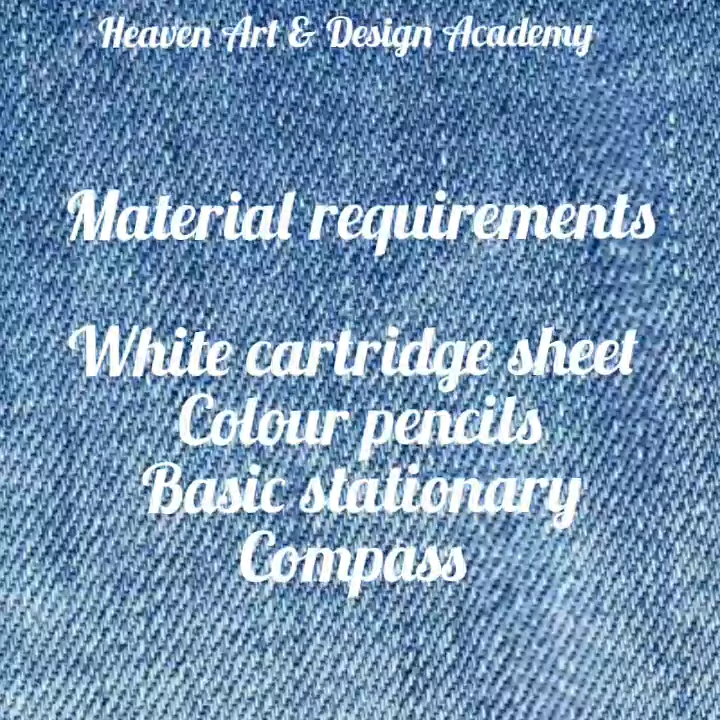 Heaven Art & Design Academy
Material requirements
White cartridge sheet
Colour pencils
Basic stationary
Compass